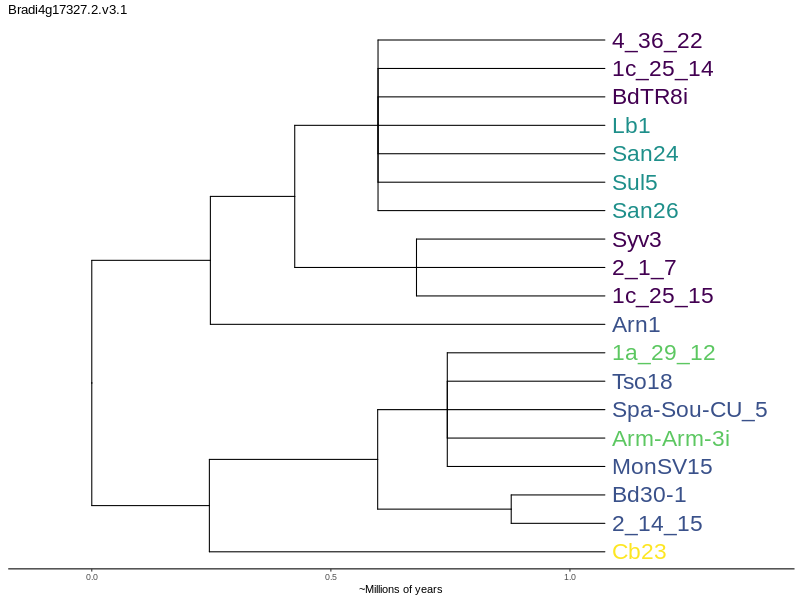 Bradi4g17327.2.v3.1
4_36_22
1c_25_14
BdTR8i
Lb1
San24
Sul5
San26
Syv3
2_1_7
1c_25_15
Arn1
1a_29_12
Tso18
Spa-Sou-CU_5
Arm-Arm-3i
MonSV15
Bd30-1
2_14_15
Cb23
0.0 0.5 1.0
~Millions of years